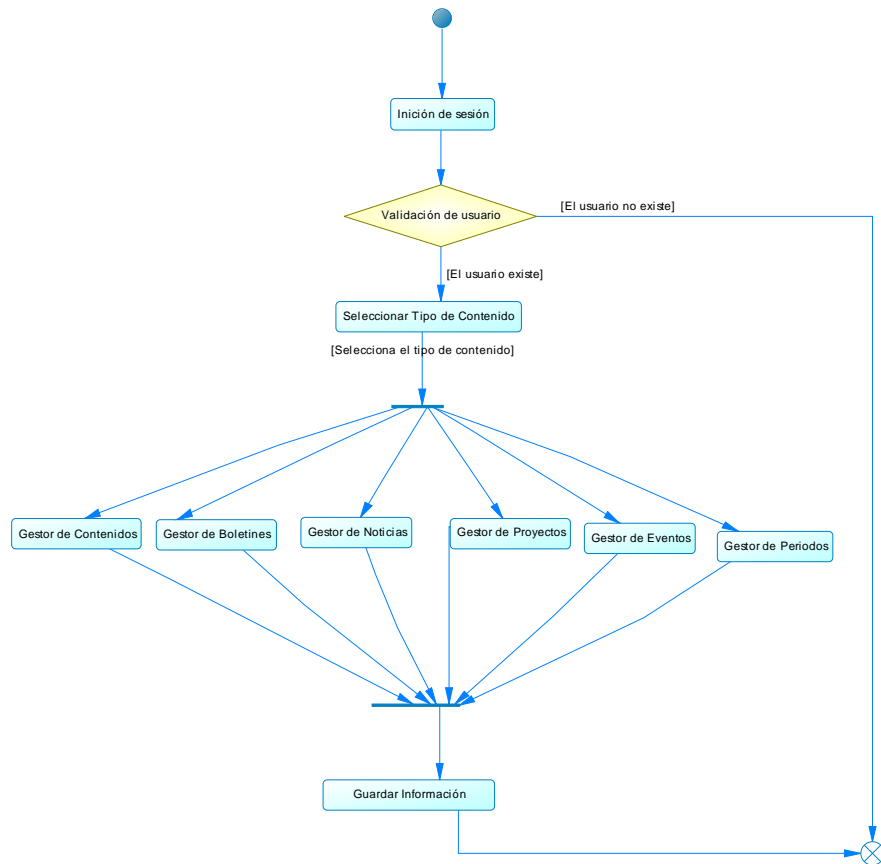 Inición de sesión
Validación de usuario
[El usuario no existe]
[El usuario existe]
Seleccionar Tipo de Contenido
[Selecciona el tipo de contenido]
Gestor de Contenidos
Gestor de Boletines
Gestor de Noticias
Gestor de Proyectos
Gestor de Eventos
Gestor de Periodos
Guardar Información